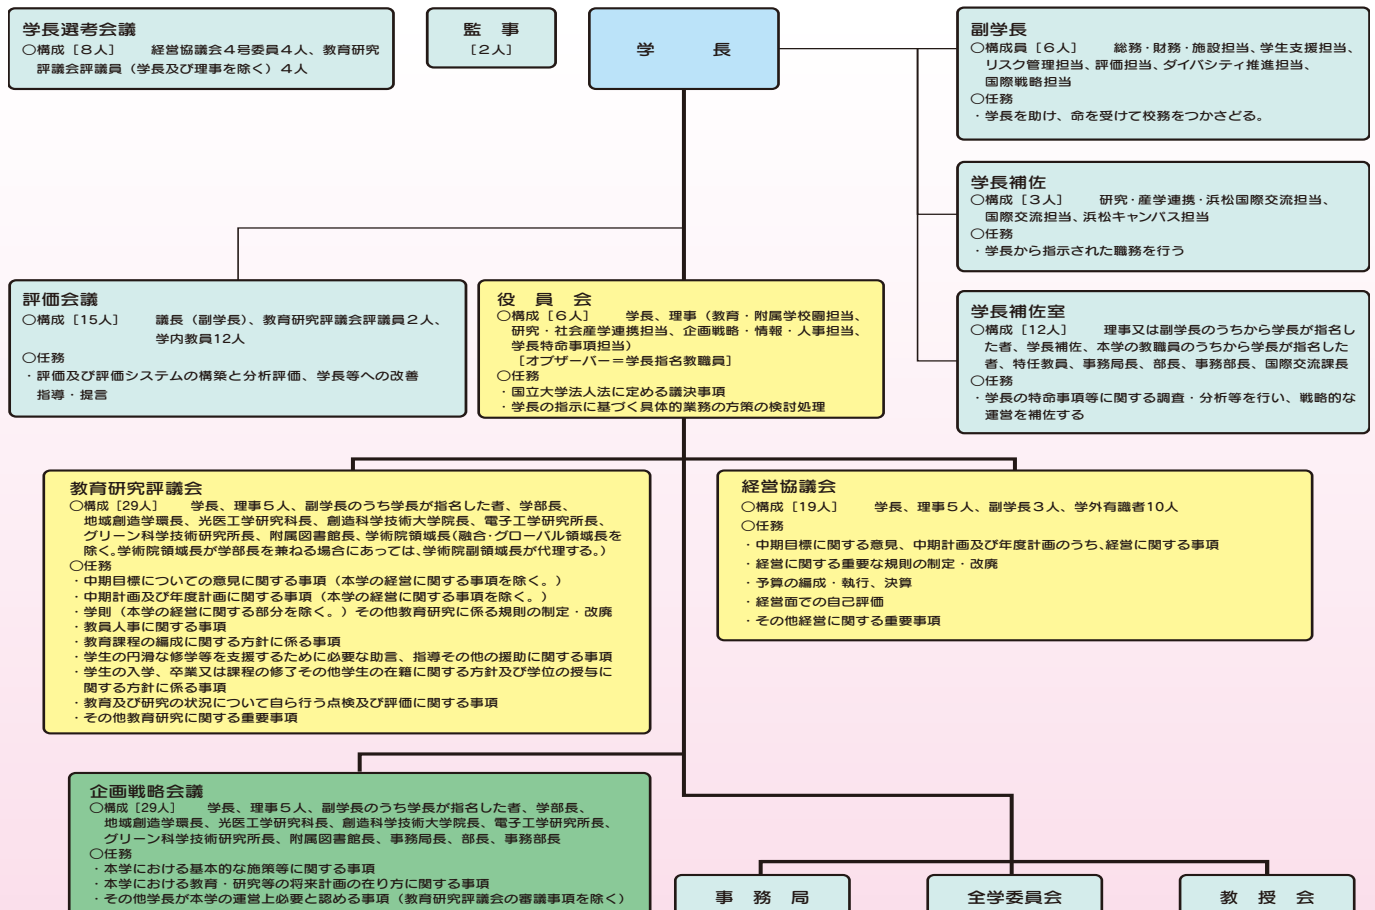 学長選考会議
○構成［8人］　経営協議会４号委員４人、教育研究
評議会評議員（学長及び理事を除く）４人
監　事
［2人］
学　　長
副学長
○構成員［6人］　総務・財務・施設担当、学生支援担当、
リスク管理担当、評価担当、ダイバシティ推進担当、
国際戦略担当
○任務
・学長を助け、命を受けて校務をつかさどる。
学長補佐
○構成［3人］　研究・産学連携・浜松国際交流担当、
国際交流担当、浜松キャンパス担当
○任務
・学長から指示された職務を行う
評価会議
○構成［15人］　議長（副学長）、教育研究評議会評議員２人、
学内教員12人
○任務
・評価及び評価システムの構築と分析評価、学長等への改善
指導・提言
役　員　会
○構成［6人］　学長、理事（教育・附属学校園担当、
研究・社会産学連携担当、企画戦略・情報・人事担当、
学長特命事項担当）
［オブザーバー＝学長指名教職員］
○任務
・国立大学法人法に定める議決事項
・学長の指示に基づく具体的業務の方策の検討処理
学長補佐室
○構成［12人］　理事又は副学長のうちから学長が指名し
た者、学長補佐、本学の教職員のうちから学長が指名した
者、特任教員、事務局長、部長、事務部長、国際交流課長
○任務
・学長の特命事項等に関する調査・分析等を行い、戦略的な
運営を補佐する
教育研究評議会
○構成［29人］　学長、理事５人、副学長のうち学長が指名した者、学部長、
地域創造学環長、光医工学研究科長、創造科学技術大学院長、電子工学研究所長、
グリーン科学技術研究所長、附属図書館長、学術院領域長（融合・グローバル領域長を
除く。学術院領域長が学部長を兼ねる場合にあっては、学術院副領域長が代理する。）
○任務
・中期目標についての意見に関する事項（本学の経営に関する事項を除く。）
・中期計画及び年度計画に関する事項（本学の経営に関する事項を除く。）
・学則（本学の経営に関する部分を除く。）その他教育研究に係る規則の制定・改廃
・教員人事に関する事項
・教育課程の編成に関する方針に係る事項
・学生の円滑な修学等を支援するために必要な助言、指導その他の援助に関する事項
・学生の入学、卒業又は課程の修了その他学生の在籍に関する方針及び学位の授与に
関する方針に係る事項
・教育及び研究の状況について自ら行う点検及び評価に関する事項
・その他教育研究に関する重要事項
経営協議会
○構成［19人］　学長、理事５人、副学長３人、学外有識者10人
○任務
・中期目標に関する意見、中期計画及び年度計画のうち、経営に関する事項
・経営に関する重要な規則の制定・改廃
・予算の編成・執行、決算
・経営面での自己評価
・その他経営に関する重要事項
企画戦略会議
○構成［29人］　学長、理事５人、副学長のうち学長が指名した者、学部長、
地域創造学環長、光医工学研究科長、創造科学技術大学院長、電子工学研究所長、
グリーン科学技術研究所長、附属図書館長、事務局長、部長、事務部長
○任務
・本学における基本的な施策等に関する事項
・本学における教育・研究等の将来計画の在り方に関する事項
・その他学長が本学の運営上必要と認める事項（教育研究評議会の審議事項を除く）
事　務　局
全学委員会
教　授　会